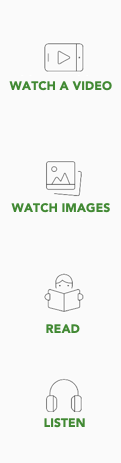 WATCH A VIDEO
WATCH IMAGES
READ
LISTEN